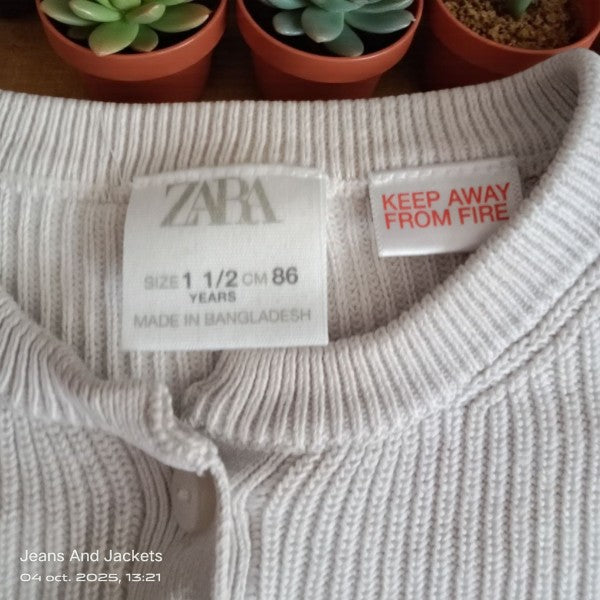 ZARA
SIZE 1 1/2 CM 86
YEARS
MADE IN BANGLADESH
KEEP AWAY
FROM FIRE
Jeans And Jackets
04 oct. 2025, 13:21